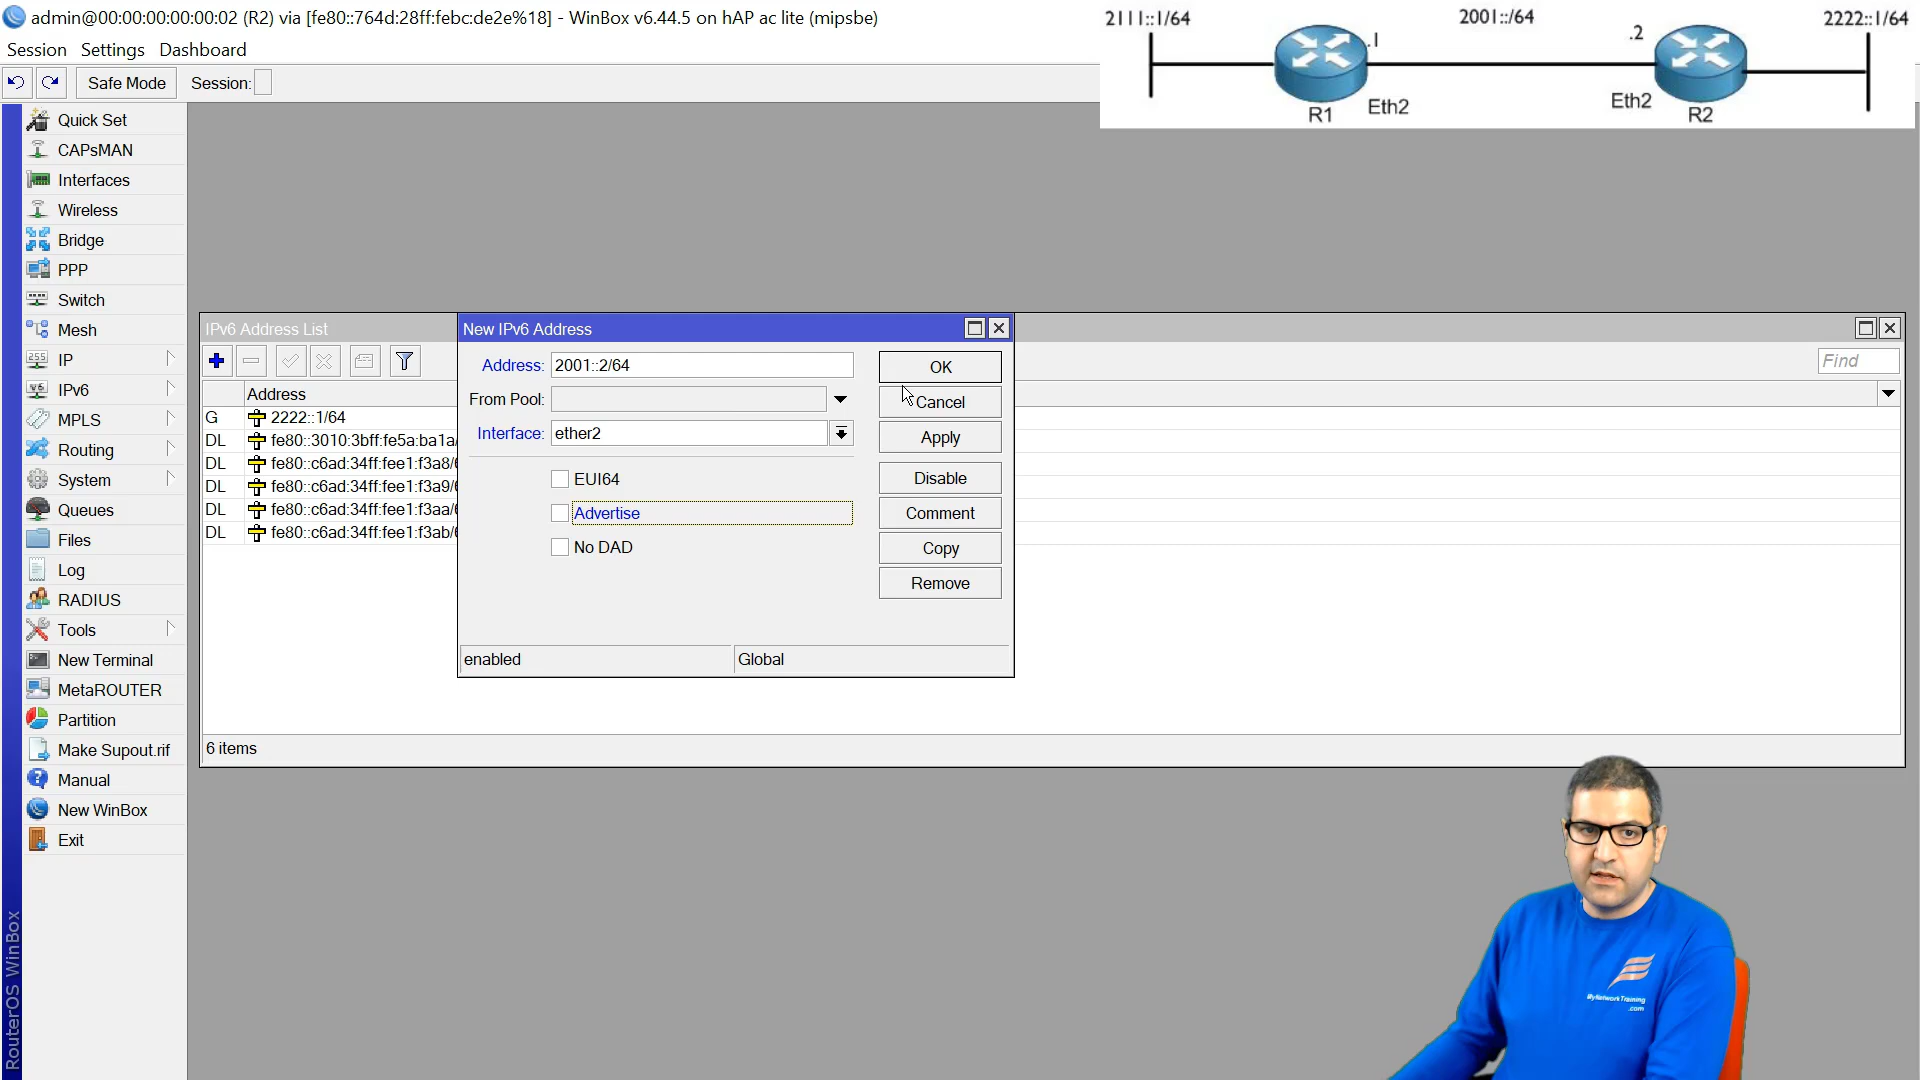 admin@00:00:00:00:00:02 (R2) via [fe80::764d:28ff:febc:de2e%18] - WinBox v6.44.5 on hAP ac lite (mipsbe)
Session Settings Dashboard
Safe Mode Session:
2111::1/64
2001::/64
2222::1/64
.1
.2
Eth2
Eth2
R1
R2
Quick Set
CAPsMAN
Interfaces
Wireless
Bridge
PPP
Switch
Mesh
IP
IPv6
MPLS
Routing
System
Queues
Files
Log
RADIUS
Tools
New Terminal
MetaROUTER
Partition
Make Supout.rif
Manual
New WinBox
Exit
RouterOS WinBox
IPv6 Address List
Find
Address
G 2222::1/64
DL fe80::3010:3bff:fe5a:ba1a/
DL fe80::c6ad:34ff:fee1:f3a8/6
DL fe80::c6ad:34ff:fee1:f3a9/6
DL fe80::c6ad:34ff:fee1:f3aa/6
DL fe80::c6ad:34ff:fee1:f3ab/6
6 items
New IPv6 Address
Address: 2001::2/64
From Pool:
Interface: ether2
EUI64
Advertise
No DAD
OK
Cancel
Apply
Disable
Comment
Copy
Remove
enabled
Global
MyNetworkTraining
.com